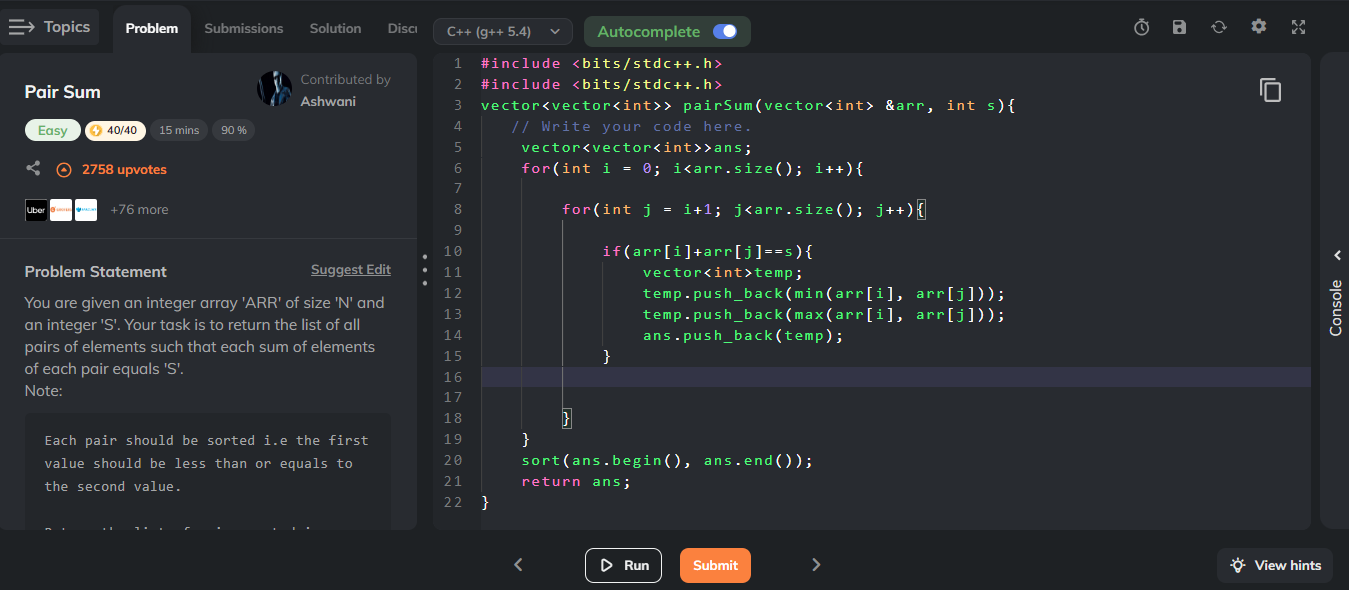 Topics
Problem
Submissions
Solution
Discu
C++ (g++ 5.4)
Autocomplete
Pair Sum
Contributed by
Ashwani
Easy
40/40
15 mins
90 %
2758 upvotes
Uber
+76 more
Problem Statement
Suggest Edit
You are given an integer array 'ARR' of size 'N' and
an integer 'S'. Your task is to return the list of all
pairs of elements such that each sum of elements
of each pair equals 'S'.
Note:
Each pair should be sorted i.e the first
value should be less than or equals to
the second value.
1 #include <bits/stdc++.h>
2 #include <bits/stdc++.h>
3 vector<vector<int>> pairSum(vector<int> &arr, int s){
4 // Write your code here.
5 vector<vector<int>>ans;
6 for(int i = 0; i<arr.size(); i++){
7
8 for(int j = i+1; j<arr.size(); j++){
9
10 if(arr[i]+arr[j]==s){
11 vector<int>temp;
12 temp.push_back(min(arr[i], arr[j]));
13 temp.push_back(max(arr[i], arr[j]));
14 ans.push_back(temp);
15 }
16
17
18 }
19 }
20 sort(ans.begin(), ans.end());
21 return ans;
22 }
Console
Run
Submit
View hints